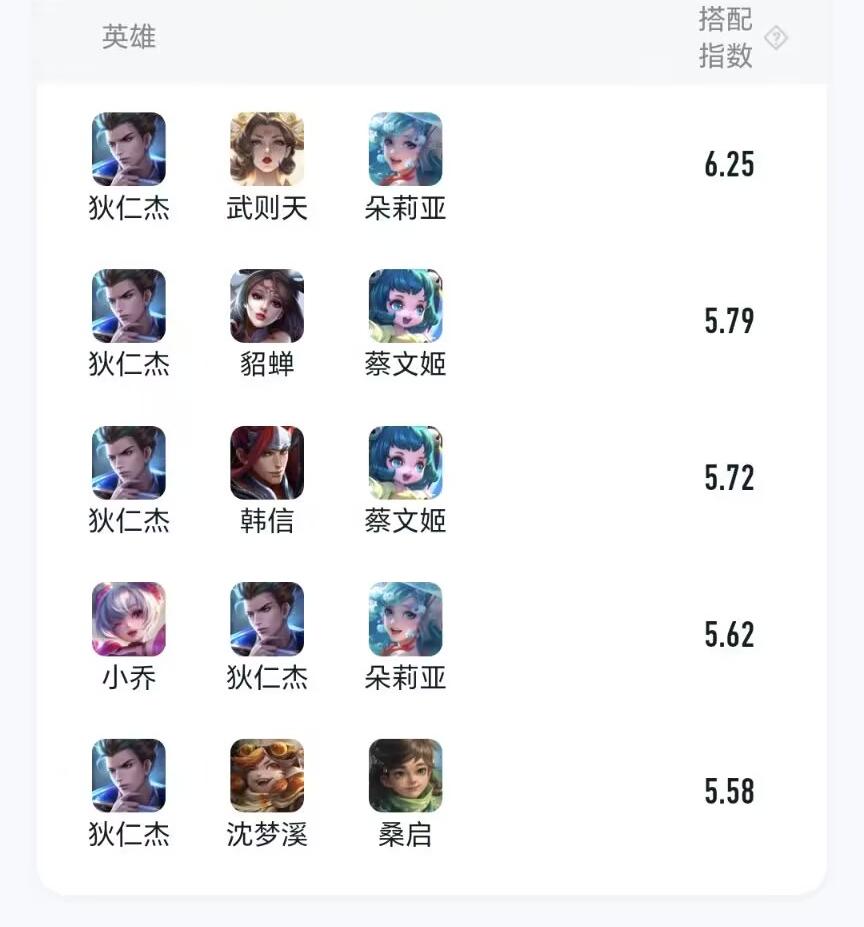 英雄
搭配
指数
?
狄仁杰 武则天 朵莉亚 6.25
狄仁杰 貂蝉 蔡文姬 5.79
狄仁杰 韩信 蔡文姬 5.72
小乔 狄仁杰 朵莉亚 5.62
狄仁杰 沈梦溪 桑启 5.58